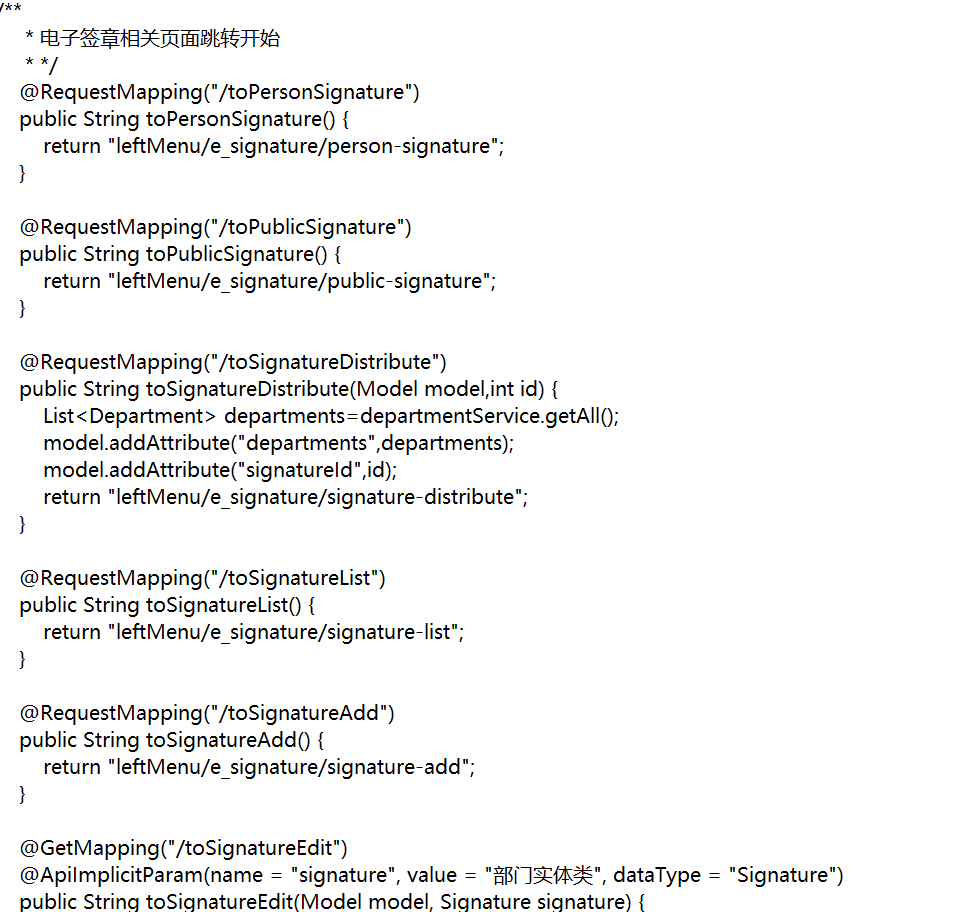 /**
* 电子签章相关页面跳转开始
* */
@RequestMapping("/toPersonSignature")
public String toPersonSignature() {
return "leftMenu/e_signature/person-signature";
}
@RequestMapping("/toPublicSignature")
public String toPublicSignature() {
return "leftMenu/e_signature/public-signature";
}
@RequestMapping("/toSignatureDistribute")
public String toSignatureDistribute(Model model,int id) {
List<Department> departments=departmentService.getAll();
model.addAttribute("departments",departments);
model.addAttribute("signatureId",id);
return "leftMenu/e_signature/signature-distribute";
}
@RequestMapping("/toSignatureList")
public String toSignatureList() {
return "leftMenu/e_signature/signature-list";
}
@RequestMapping("/toSignatureAdd")
public String toSignatureAdd() {
return "leftMenu/e_signature/signature-add";
}
@GetMapping("/toSignatureEdit")
@ApiImplicitParam(name = "signature", value = "部门实体类", dataType = "Signature")
public String toSignatureEdit(Model model, Signature signature) {